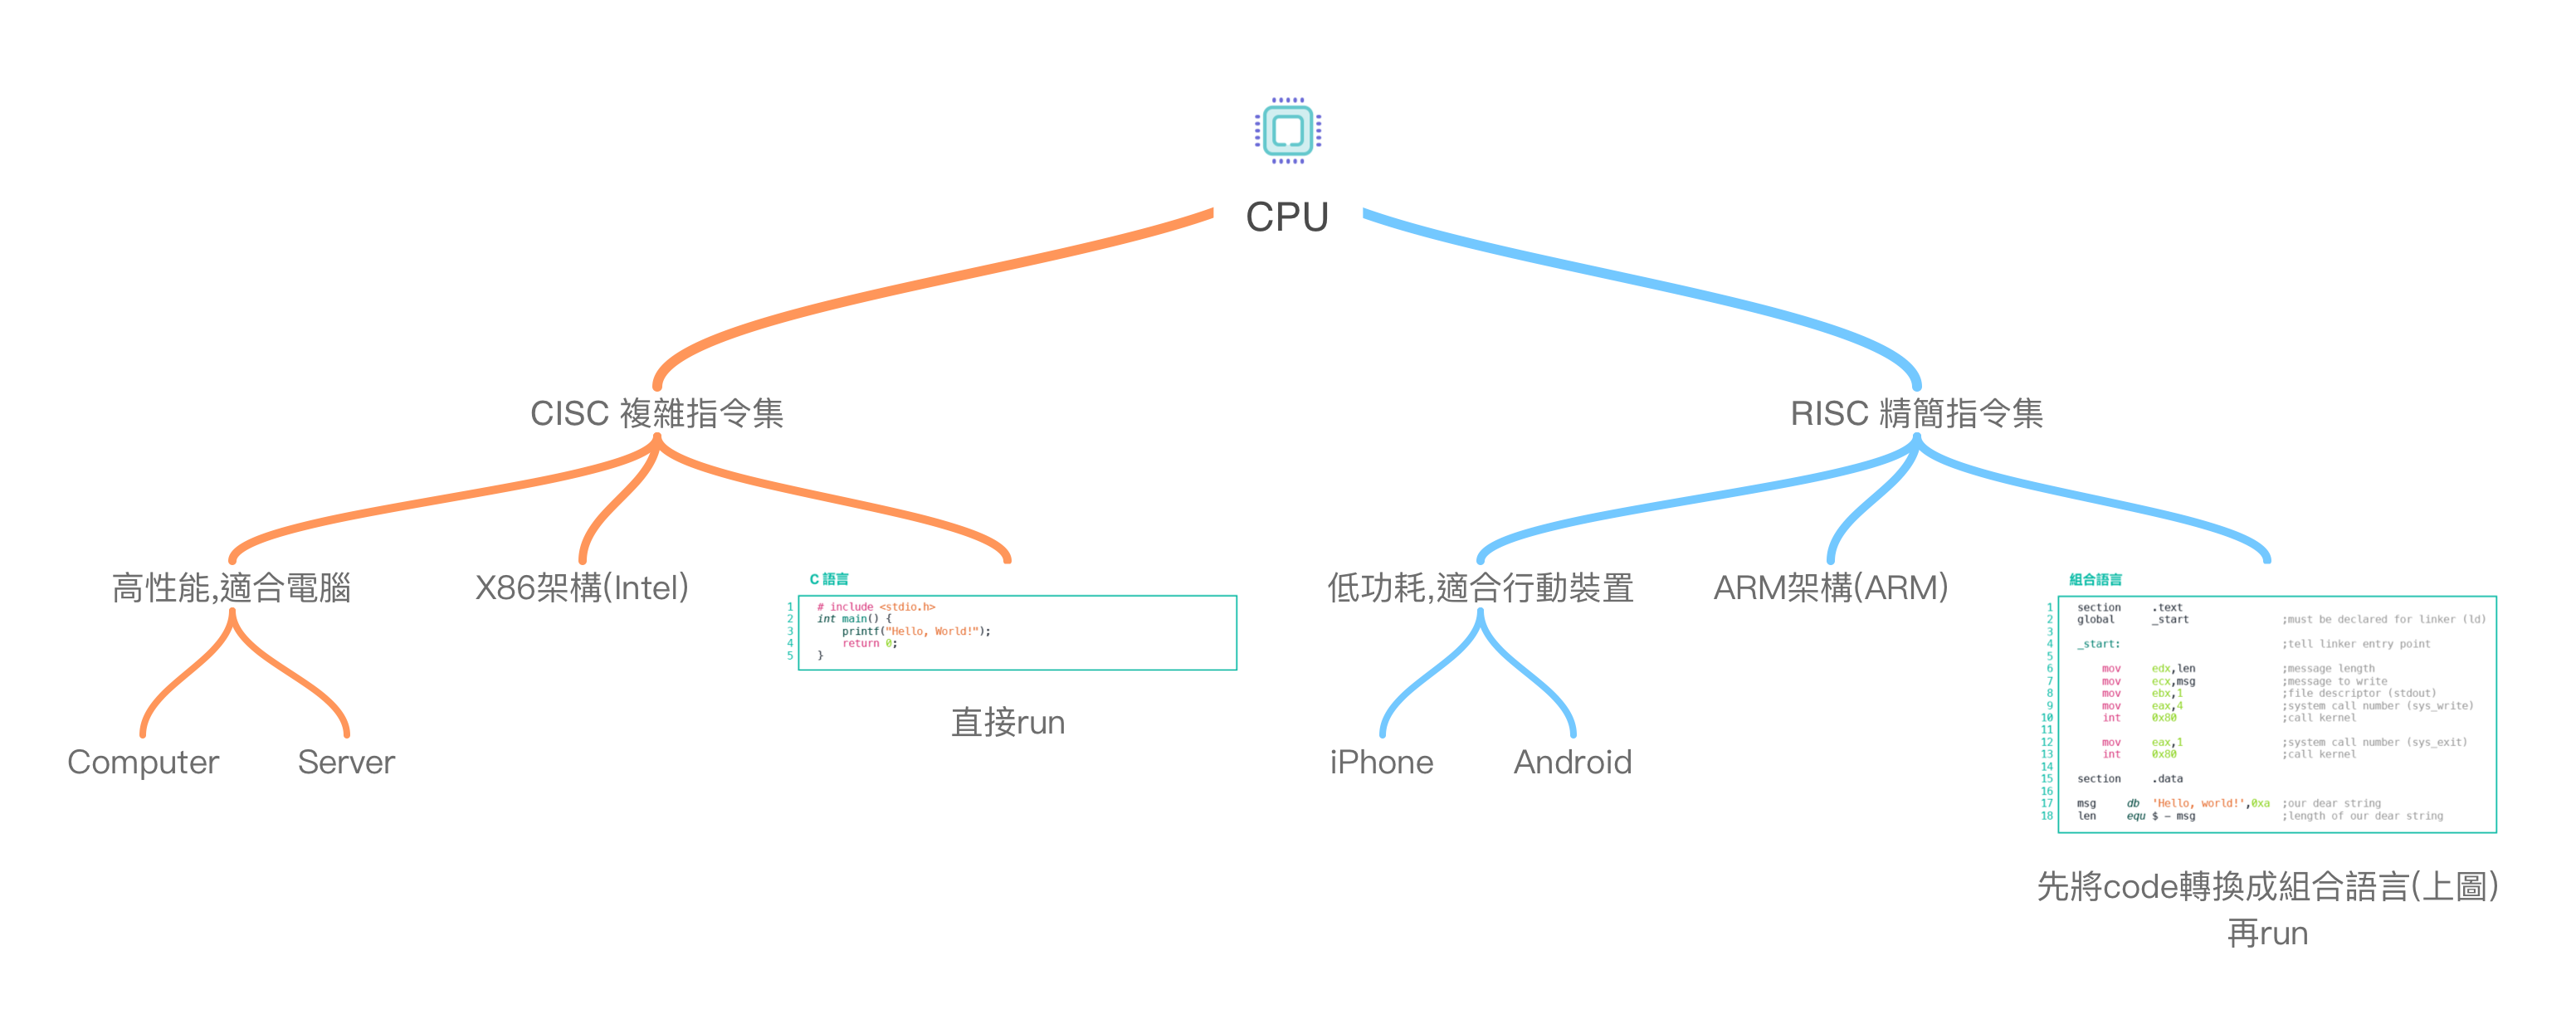 CPU
CISC 複雜指令集
RISC 精簡指令集
高性能,適合電腦
X86架構(Intel)
C 語言
1 # include <stdio.h>
2 int main() {
3 printf("Hello, World!");
4 return 0;
5 }
直接run
Computer
Server
低功耗,適合行動裝置
ARM架構(ARM)
iPhone
Android
組合語言
1 section .text
2 global _start ;must be declared for linker (ld)
3
4 _start: ;tell linker entry point
5
6 mov edx,len ;message length
7 mov ecx,msg ;message to write
8 mov ebx,1 ;file descriptor (stdout)
9 mov eax,4 ;system call number (sys_write)
10 int 0x80 ;call kernel
11
12 mov eax,1 ;system call number (sys_exit)
13 int 0x80 ;call kernel
14
15 section .data
16
17 msg db 'Hello, world!',0xa ;our dear string
18 len equ $ - msg ;length of our dear string
先將code轉換成組合語言(上圖)
再run